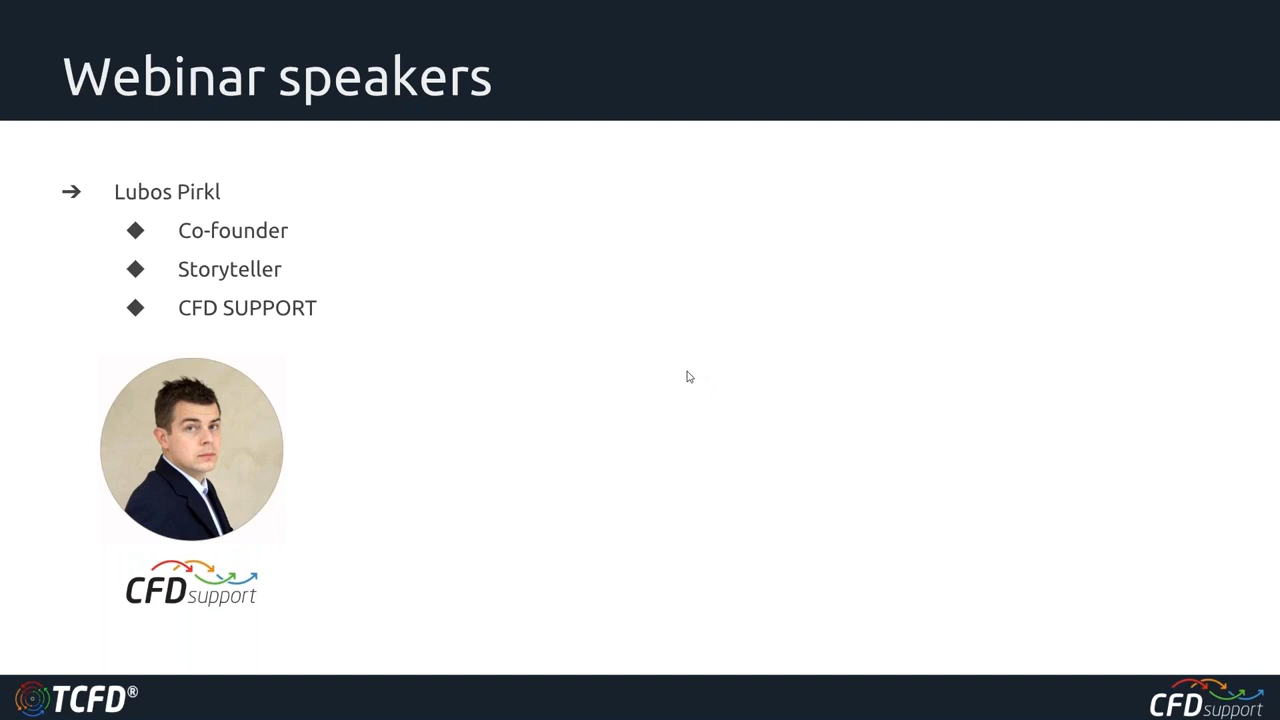 Webinar speakers
➔ Lubos Pirkl
◆ Co-founder
◆ Storyteller
◆ CFD SUPPORT
CFD support
TCFD®
CFD support